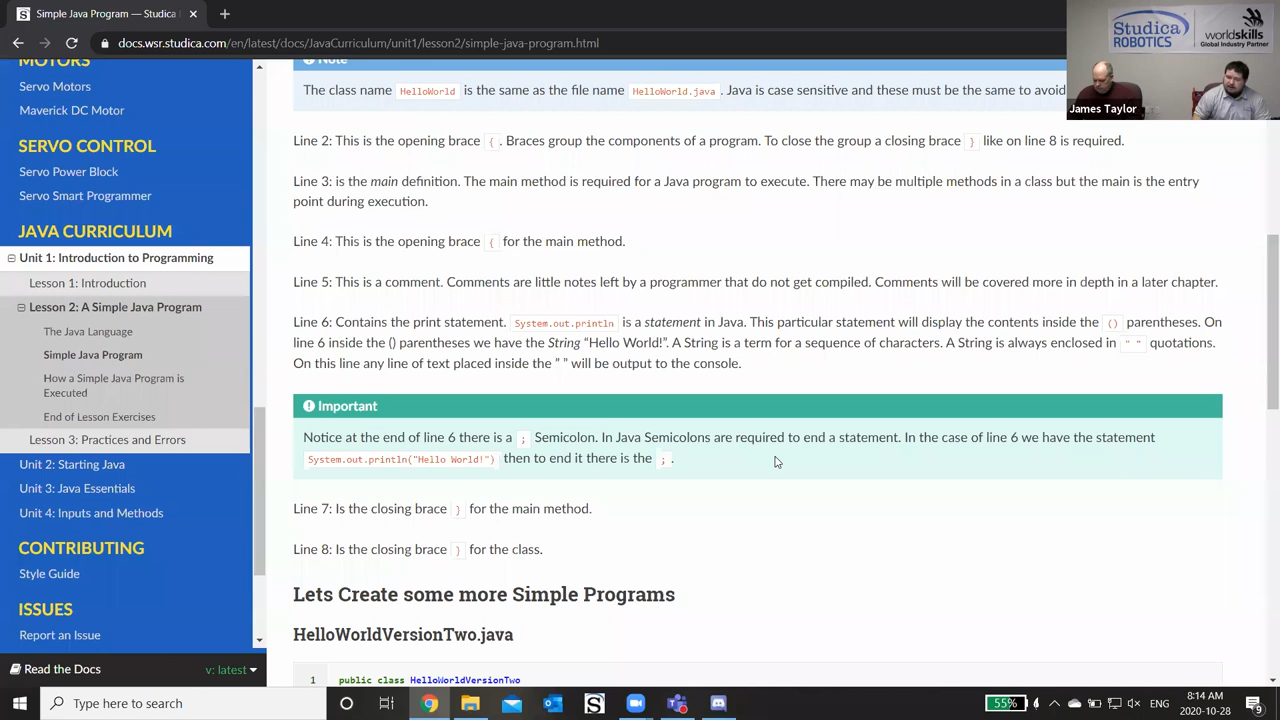 Simple Java Program — Studica
docs.wsr.studica.com/en/latest/docs/JavaCurriculum/unit1/lesson2/simple-java-program.html
Studica
ROBOTICS
worldskills
Global Industry Partner
James Taylor
MOTORS
Servo Motors
Maverick DC Motor
SERVO CONTROL
Servo Power Block
Servo Smart Programmer
JAVA CURRICULUM
Unit 1: Introduction to Programming
Lesson 1: Introduction
Lesson 2: A Simple Java Program
The Java Language
Simple Java Program
How a Simple Java Program is
Executed
End of Lesson Exercises
Lesson 3: Practices and Errors
Unit 2: Starting Java
Unit 3: Java Essentials
Unit 4: Inputs and Methods
CONTRIBUTING
Style Guide
ISSUES
Report an Issue
Read the Docs
v: latest
Note
The class name HelloWorld is the same as the file name HelloWorld.java . Java is case sensitive and these must be the same to avoid
Line 2: This is the opening brace { . Braces group the components of a program. To close the group a closing brace } like on line 8 is required.
Line 3: is the main definition. The main method is required for a Java program to execute. There may be multiple methods in a class but the main is the entry
point during execution.
Line 4: This is the opening brace { for the main method.
Line 5: This is a comment. Comments are little notes left by a programmer that do not get compiled. Comments will be covered more in depth in a later chapter.
Line 6: Contains the print statement. System.out.println is a statement in Java. This particular statement will display the contents inside the () parentheses. On
line 6 inside the () parentheses we have the String “Hello World!”. A String is a term for a sequence of characters. A String is always enclosed in " " quotations.
On this line any line of text placed inside the ” ” will be output to the console.
Important
Notice at the end of line 6 there is a ; Semicolon. In Java Semicolons are required to end a statement. In the case of line 6 we have the statement
System.out.println("Hello World!") then to end it there is the ; .
Line 7: Is the closing brace } for the main method.
Line 8: Is the closing brace } for the class.
Lets Create some more Simple Programs
HelloWorldVersionTwo.java
1 public class HelloWorldVersionTwo
Type here to search
55%
ENG
8:14 AM
2020-10-28
9